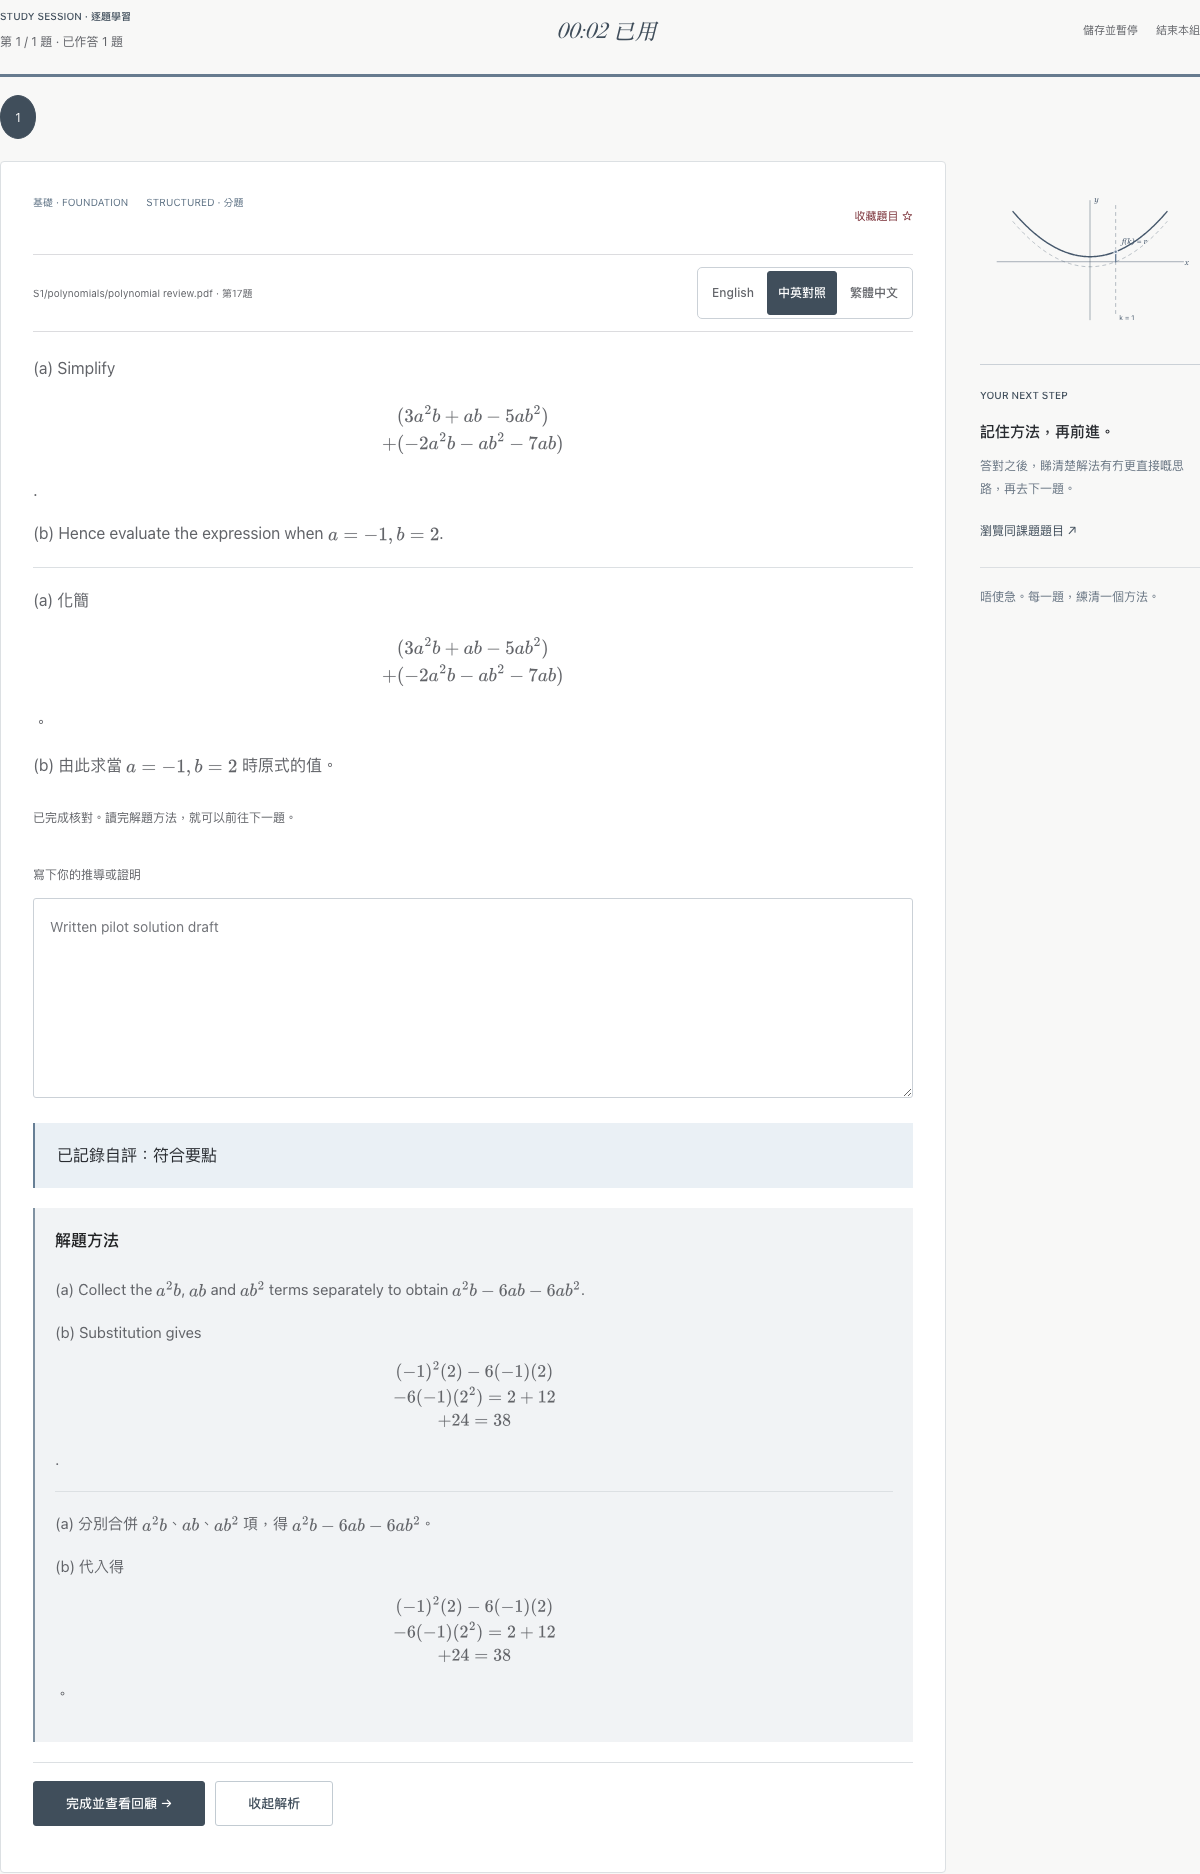 STUDY SESSION · 逐題學習
第 1 / 1 題 · 已作答 1 題
00:02 已用
儲存並暫停
結束本組
1
基礎 · FOUNDATION
STRUCTURED · 分題
收藏題目 ☆
S1/polynomials/polynomial review.pdf · 第17題
English
中英對照
繁體中文
(a) Simplify
(3a²b + ab − 5ab²)
+(−2a²b − ab² − 7ab)
.
(b) Hence evaluate the expression when a = −1, b = 2.
(a) 化簡
(3a²b + ab − 5ab²)
+(−2a²b − ab² − 7ab)
。
(b) 由此求當 a = −1, b = 2 時原式的值。
已完成核對。讀完解題方法，就可以前往下一題。
寫下你的推導或證明
Written pilot solution draft
已記錄自評：符合要點
解題方法
(a) Collect the a²b, ab and ab² terms separately to obtain a²b − 6ab − 6ab².
(b) Substitution gives
(−1)²(2) − 6(−1)(2)
−6(−1)(2²) = 2 + 12
+24 = 38
.
(a) 分別合併 a²b、ab、ab² 項，得 a²b − 6ab − 6ab²。
(b) 代入得
(−1)²(2) − 6(−1)(2)
−6(−1)(2²) = 2 + 12
+24 = 38
。
完成並查看回顧 →
收起解析
y
f(k) = v
x
k = 1
YOUR NEXT STEP
記住方法，再前進。
答對之後，睇清楚解法有冇更直接嘅思
路，再去下一題。
瀏覽同課題題目 ↗
唔使急。每一題，練清一個方法。